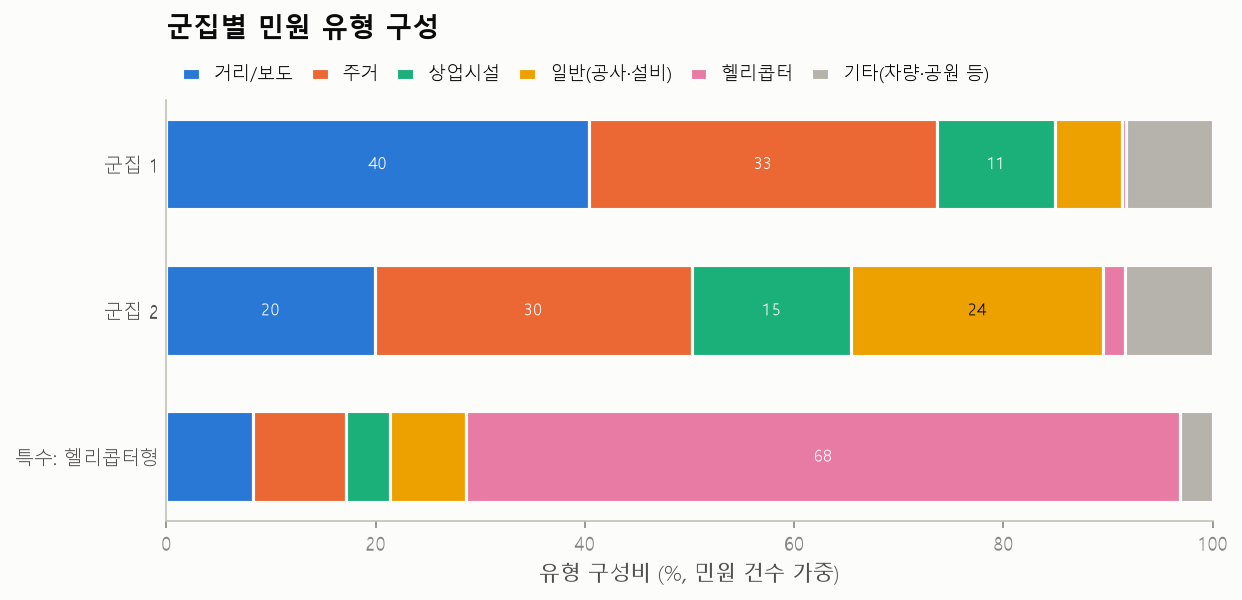 군집별 민원 유형 구성
거리/보도 주거 상업시설 일반(공사·설비) 헬리콥터 기타(차량·공원 등)
군집 1 40 33 11
군집 2 20 30 15 24
특수: 헬리콥터형 68
0 20 40 60 80 100
유형 구성비 (%, 민원 건수 가중)